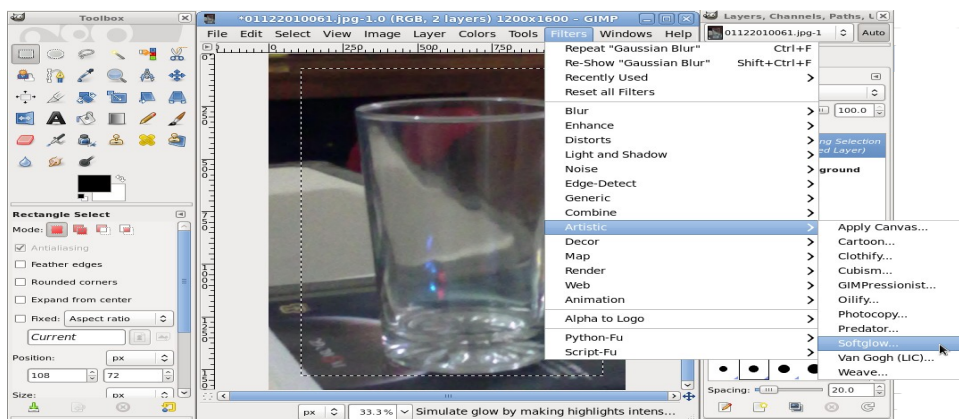 Toolbox
*01122010061.jpg-1.0 (RGB, 2 layers) 1200x1600 – GIMP
Layers, Channels, Paths, U
File Edit Select View Image Layer Colors Tools Filters Windows Help
01122010061.jpg-1
Auto
250 500 750
Repeat "Gaussian Blur" Ctrl+F
Re-Show "Gaussian Blur" Shift+Ctrl+F
Recently Used
Reset all Filters
Blur
Enhance
Distorts
Light and Shadow
Noise
Edge-Detect
Generic
Combine
Artistic
Decor
Map
Render
Web
Animation
Alpha to Logo
Python-Fu
Script-Fu
100.0
ng Selection
ed Layer)
ground
Apply Canvas...
Cartoon...
Clothify...
Cubism...
GIMPressionist...
Oilify...
Photocopy...
Predator...
Softglow...
Van Gogh (LIC)...
Weave...
Rectangle Select
Mode:
Antialiasing
Feather edges
Rounded corners
Expand from center
Fixed: Aspect ratio
Current
Position: px
108 72
Size: px
Spacing: 20.0
px 33.3% Simulate glow by making highlights intens...